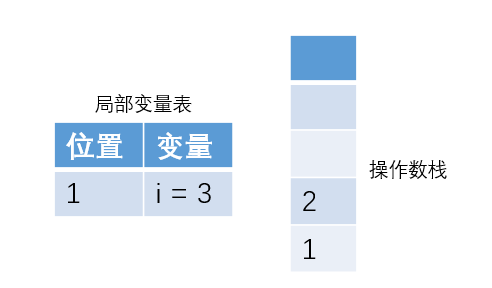 局部变量表
位置 变量
1 i = 3
2
1
操作数栈